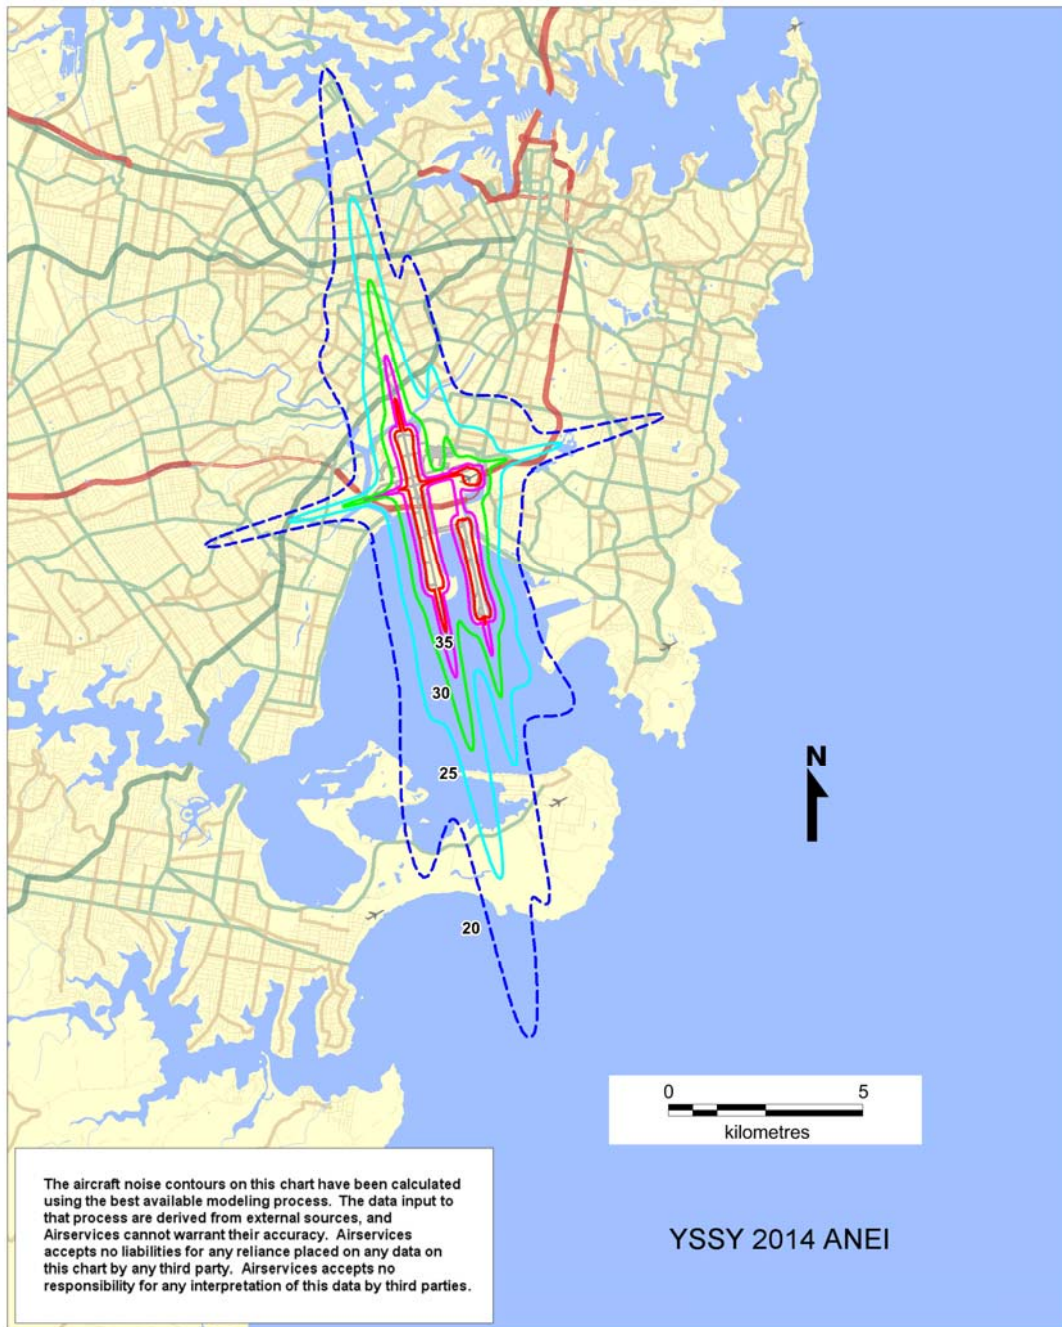 35
30
25
N
20
0 5
kilometres
The aircraft noise contours on this chart have been calculated
using the best available modeling process. The data input to
that process are derived from external sources, and
Airservices cannot warrant their accuracy. Airservices
accepts no liabilities for any reliance placed on any data on
this chart by any third party. Airservices accepts no
responsibility for any interpretation of this data by third parties.
YSSY 2014 ANEI